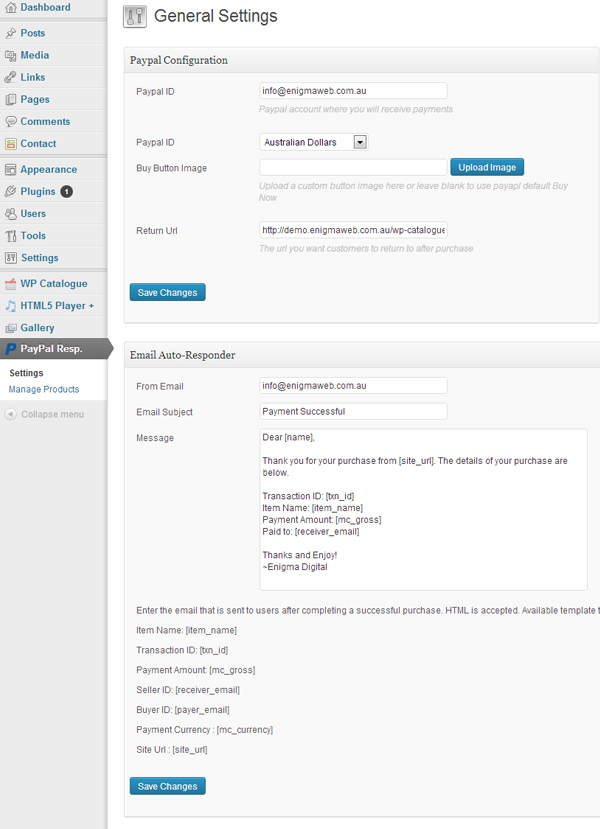 Dashboard
Posts
Media
Links
Pages
Comments
Contact
Appearance
Plugins 1
Users
Tools
Settings
WP Catalogue
HTML5 Player +
Gallery
PayPal Resp.
Settings
Manage Products
Collapse menu
General Settings
Paypal Configuration
Paypal ID info@enigmaweb.com.au
Paypal account where you will receive payments
Paypal ID Australian Dollars
Buy Button Image Upload Image
Upload a custom button image here or leave blank to use payapl default Buy
Now
Return Url http://demo.enigmaweb.com.au/wp-catalogue
The url you want customers to return to after purchase
Save Changes
Email Auto-Responder
From Email info@enigmaweb.com.au
Email Subject Payment Successful
Message Dear [name],
Thank you for your purchase from [site_url]. The details of your purchase are
below.
Transaction ID: [txn_id]
Item Name: [item_name]
Payment Amount: [mc_gross]
Paid to: [receiver_email]
Thanks and Enjoy!
~Enigma Digital
Enter the email that is sent to users after completing a successful purchase. HTML is accepted. Available template t
Item Name: [item_name]
Transaction ID: [txn_id]
Payment Amount: [mc_gross]
Seller ID: [receiver_email]
Buyer ID: [payer_email]
Payment Currency : [mc_currency]
Site Url : [site_url]
Save Changes